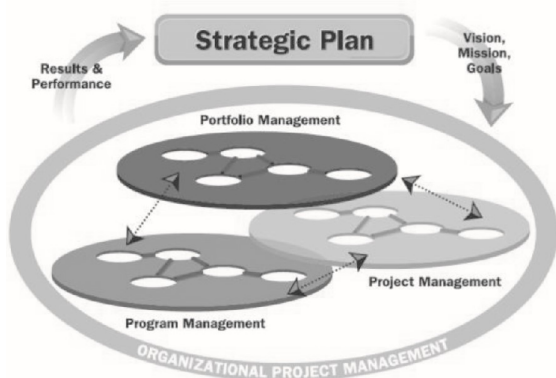 Strategic Plan
Results &
Performance
Vision,
Mission,
Goals
Portfolio Management
Project Management
Program Management
ORGANIZATIONAL PROJECT MANAGEMENT